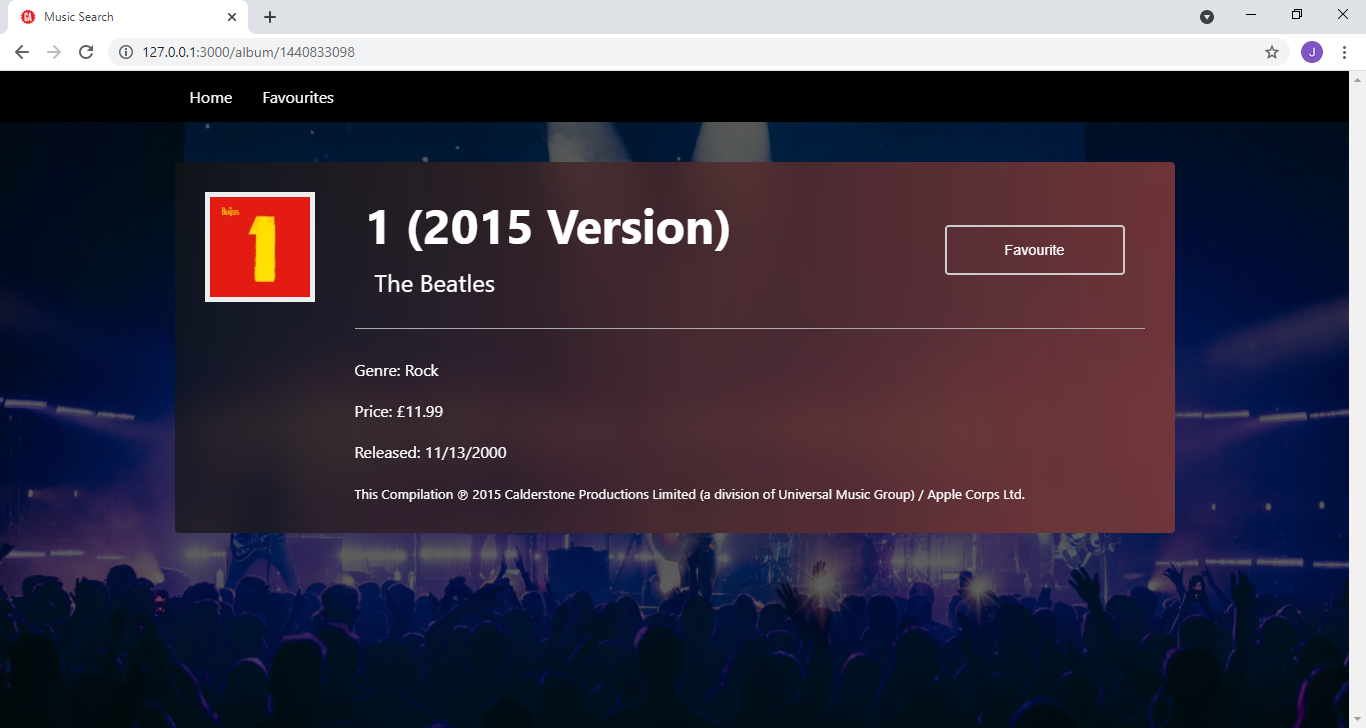 Music Search
127.0.0.1:3000/album/1440833098
J
Home Favourites
1
1 (2015 Version)
Favourite
The Beatles
Genre: Rock
Price: £11.99
Released: 11/13/2000
This Compilation ℗ 2015 Calderstone Productions Limited (a division of Universal Music Group) / Apple Corps Ltd.